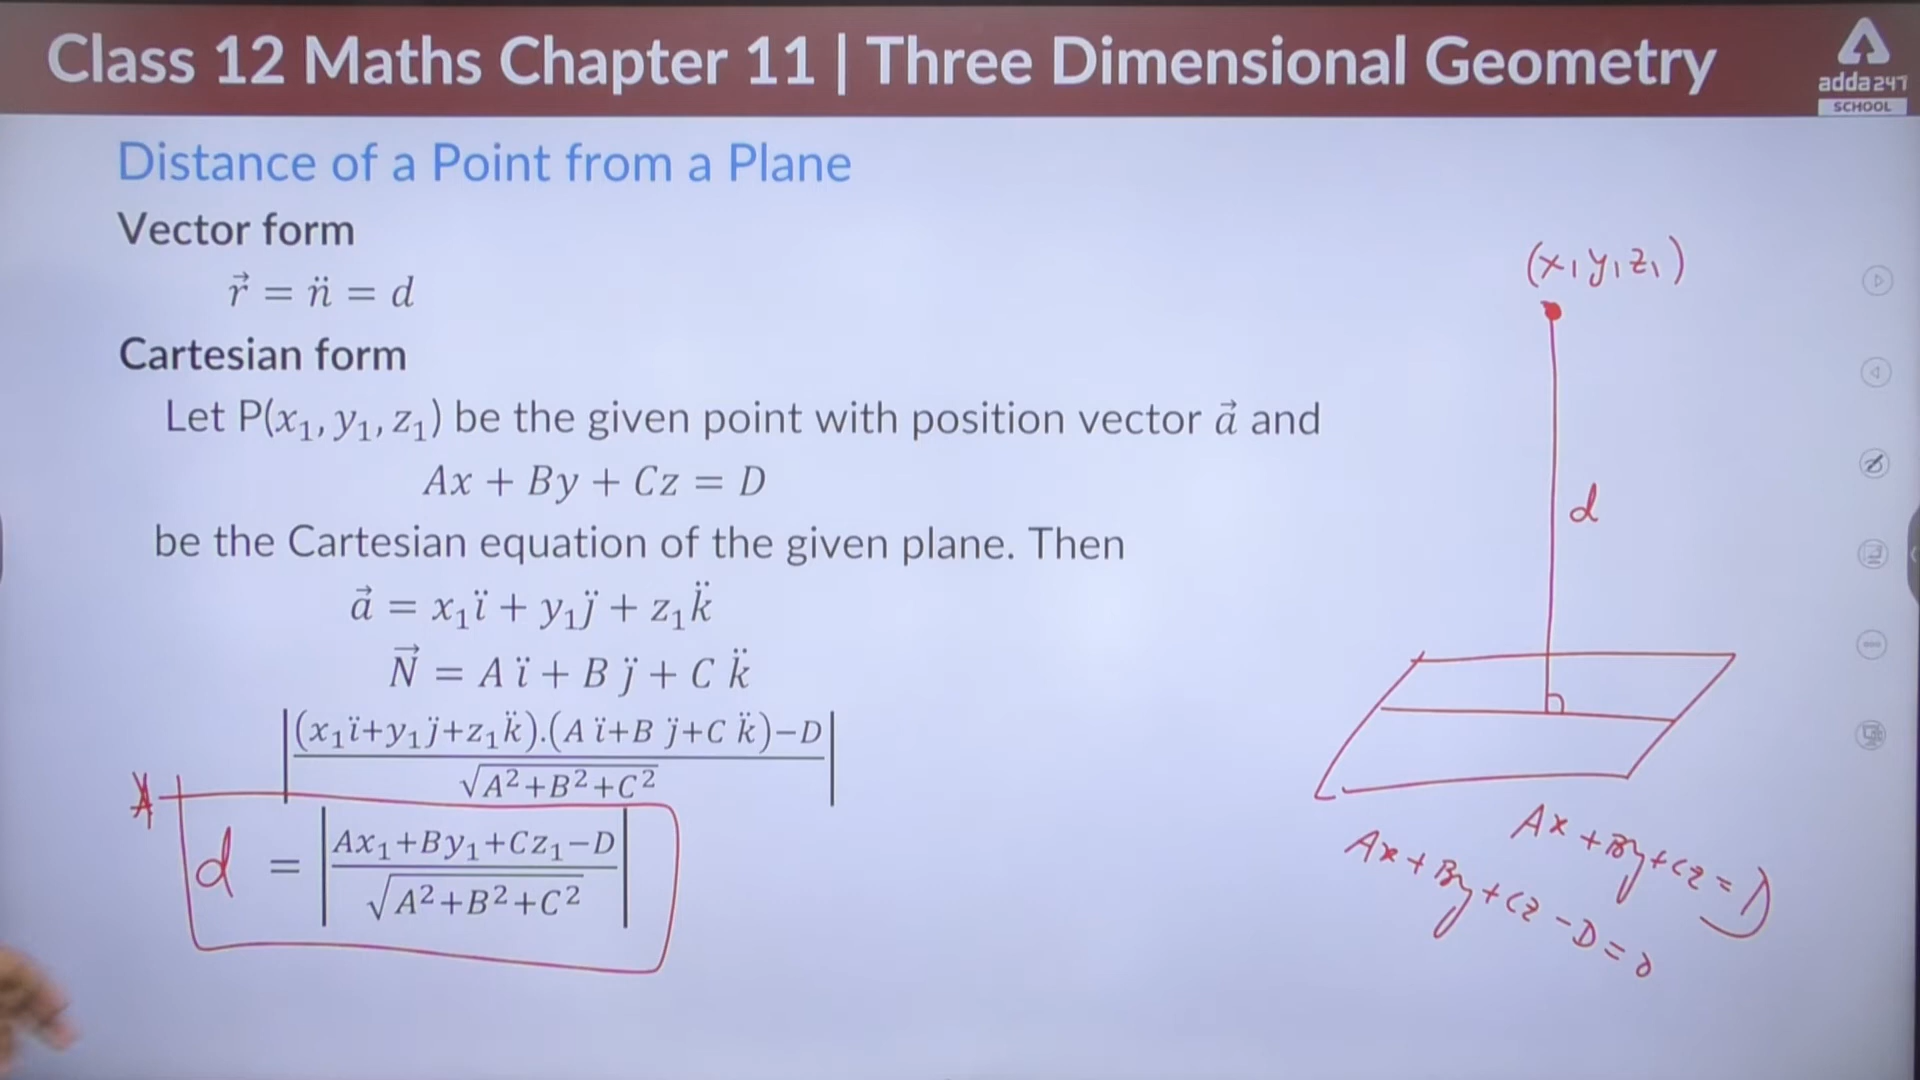 Class 12 Maths Chapter 11 | Three Dimensional Geometry
adda247
SCHOOL
Distance of a Point from a Plane
Vector form
r⃗ = n̈ = d
Cartesian form
Let P(x₁, y₁, z₁) be the given point with position vector a⃗ and
Ax + By + Cz = D
be the Cartesian equation of the given plane. Then
a⃗ = x₁ï + y₁j̈ + z₁k̈
N⃗ = A ï + B j̈ + C k̈
|(x₁ï+y₁j̈+z₁k̈).(A ï+B j̈+C k̈)−D|
√A²+B²+C²
d = |Ax₁+By₁+Cz₁−D|
√A²+B²+C²
(x₁y₁z₁)
d
Ax+By+Cz=D
Ax+By+Cz-D=0